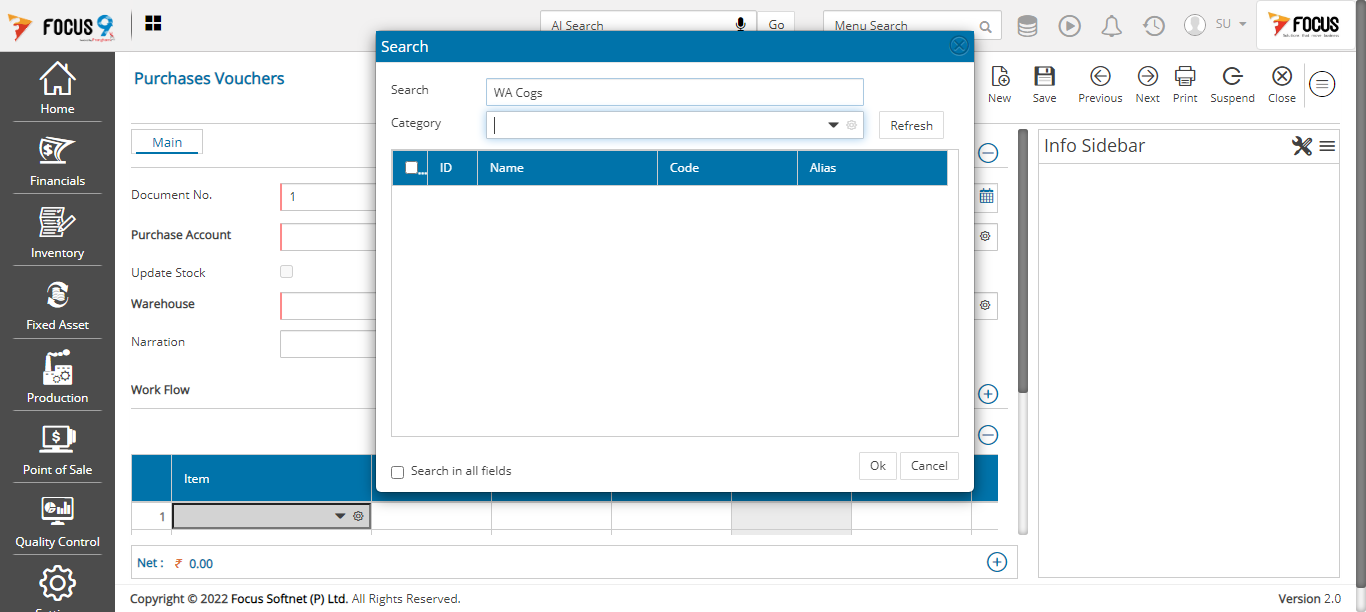 FOCUS 9
AI Search
Go
Menu Search
SU
FOCUS
Home
Financials
Inventory
Fixed Asset
Production
Point of Sale
Quality Control
Purchases Vouchers
New
Save
Previous
Next
Print
Suspend
Close
Main
Document No.
1
Purchase Account
Update Stock
Warehouse
Narration
Work Flow
Item
1
Net : ₹ 0.00
Search
Search
WA Cogs
Category
Refresh
... ID Name Code Alias
Search in all fields
Ok
Cancel
Info Sidebar
Copyright © 2022 Focus Softnet (P) Ltd. All Rights Reserved.
Version 2.0